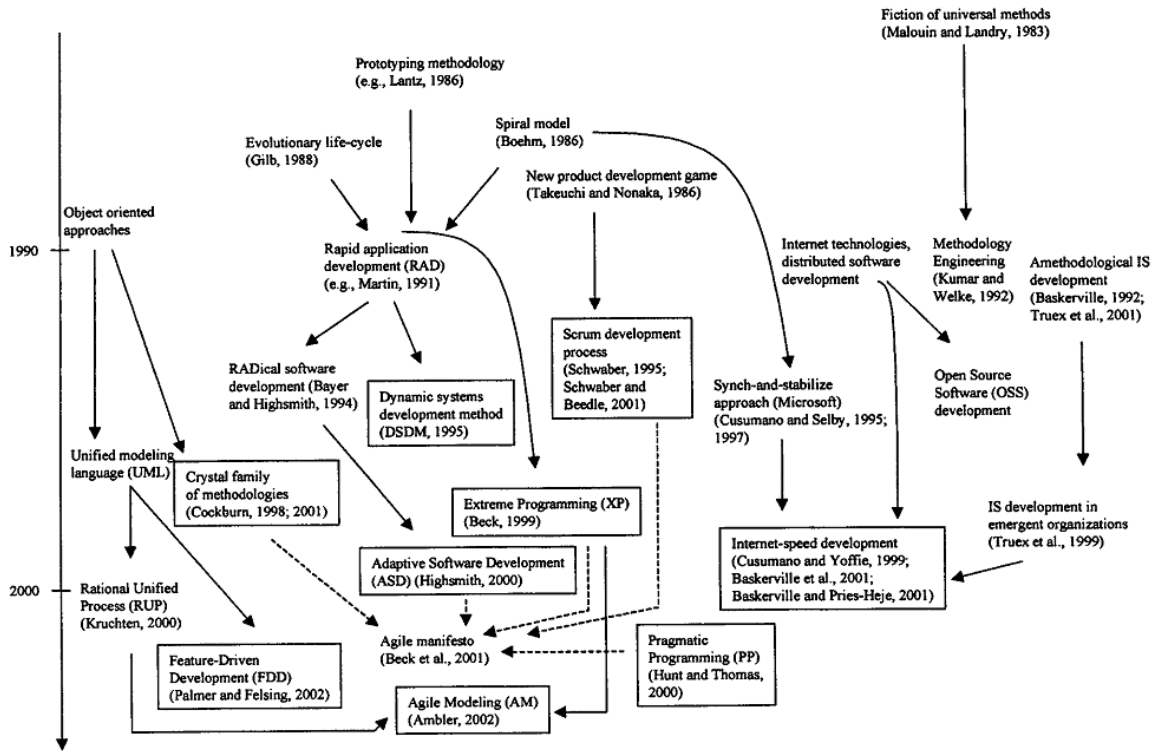 Fiction of universal methods
(Malouin and Landry, 1983)
Prototyping methodology
(e.g., Lantz, 1986)
Spiral model
(Boehm, 1986)
Evolutionary life-cycle
(Gilb, 1988)
New product development game
(Takeuchi and Nonaka, 1986)
Object oriented
approaches
1990
Rapid application
development (RAD)
(e.g., Martin, 1991)
Internet technologies,
distributed software
development
Methodology
Engineering
(Kumar and
Welke, 1992)
Amethodological IS
development
(Baskerville, 1992;
Truex et al., 2001)
Scrum development
process
(Schwaber, 1995;
Schwaber and
Beedle, 2001)
RADical software
development (Bayer
and Highsmith, 1994)
Dynamic systems
development method
(DSDM, 1995)
Synch-and-stabilize
approach (Microsoft)
(Cusumano and Selby, 1995;
1997)
Open Source
Software (OSS)
development
Unified modeling
language (UML)
Crystal family
of methodologies
(Cockburn, 1998; 2001)
Extreme Programming (XP)
(Beck, 1999)
IS development in
emergent organizations
(Truex et al., 1999)
Internet-speed development
(Cusumano and Yoffie, 1999;
Baskerville et al., 2001;
Baskerville and Pries-Heje, 2001)
Adaptive Software Development
(ASD) (Highsmith, 2000)
2000
Rational Unified
Process (RUP)
(Kruchten, 2000)
Agile manifesto
(Beck et al., 2001)
Pragmatic
Programming (PP)
(Hunt and Thomas,
2000)
Feature-Driven
Development (FDD)
(Palmer and Felsing, 2002)
Agile Modeling (AM)
(Ambler, 2002)